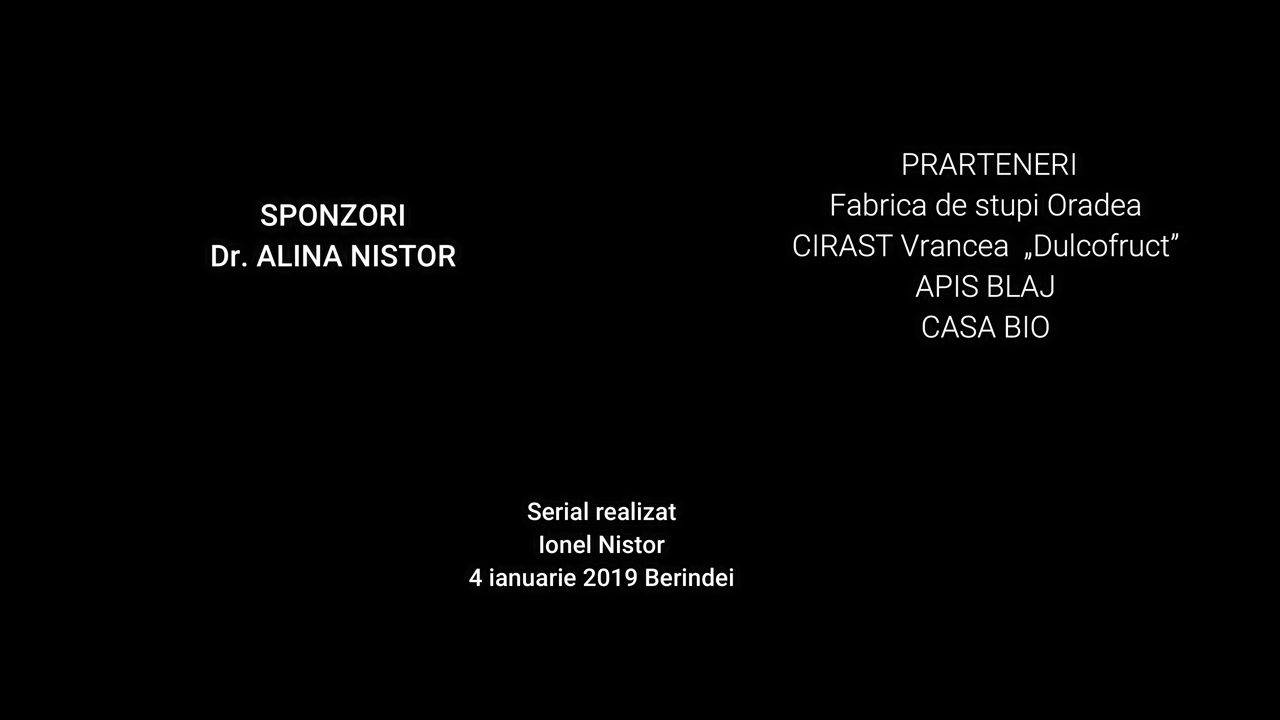 SPONZORI
Dr. ALINA NISTOR
PRARTENERI
Fabrica de stupi Oradea
CIRAST Vrancea „Dulcofruct”
APIS BLAJ
CASA BIO
Serial realizat
Ionel Nistor
4 ianuarie 2019 Berindei